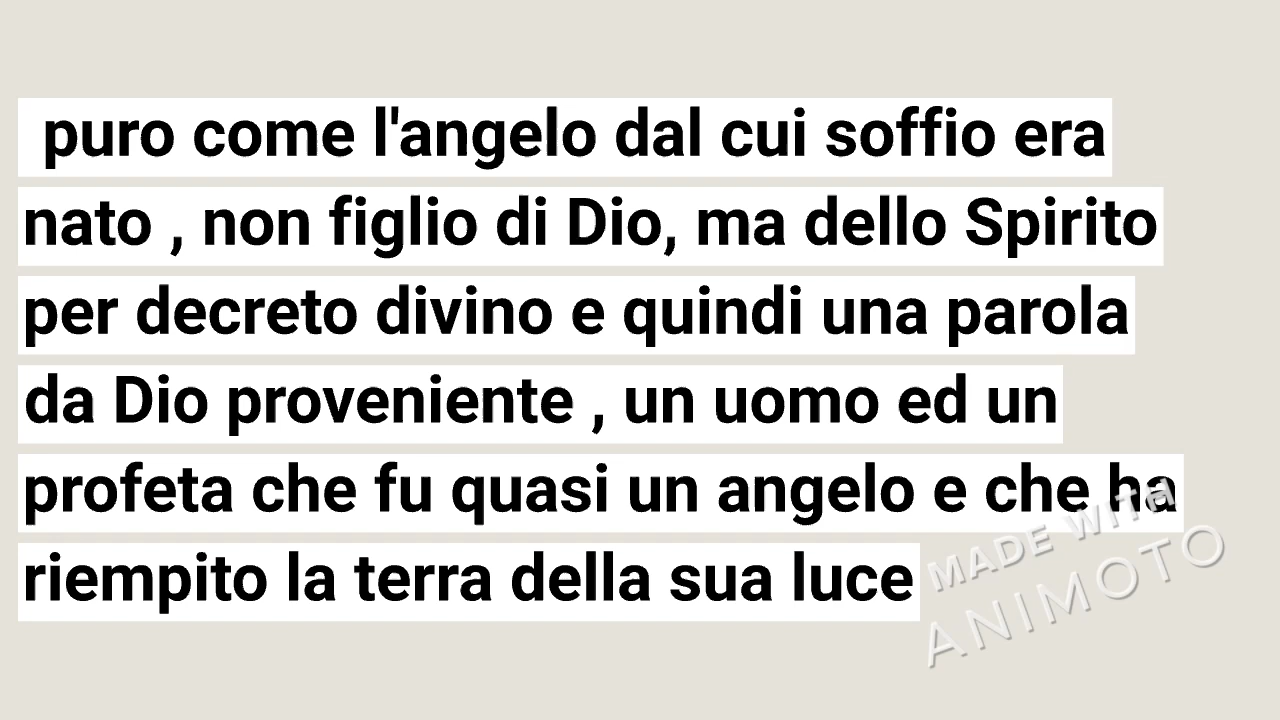 puro come l'angelo dal cui soffio era
nato , non figlio di Dio, ma dello Spirito
per decreto divino e quindi una parola
da Dio proveniente , un uomo ed un
profeta che fu quasi un angelo e che ha
riempito la terra della sua luce
MADE WITH
ANIMOTO